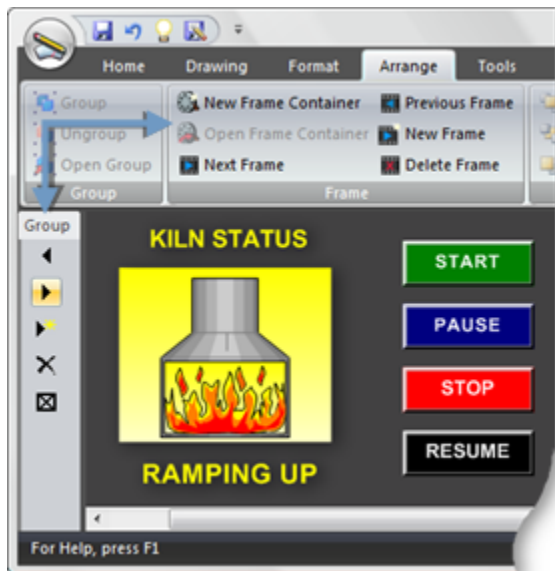 Home Drawing Format Arrange Tools
Group New Frame Container Previous Frame
Ungroup Open Frame Container New Frame
Open Group Next Frame Delete Frame
Group Frame
Group
KILN STATUS
START
PAUSE
STOP
RESUME
RAMPING UP
For Help, press F1